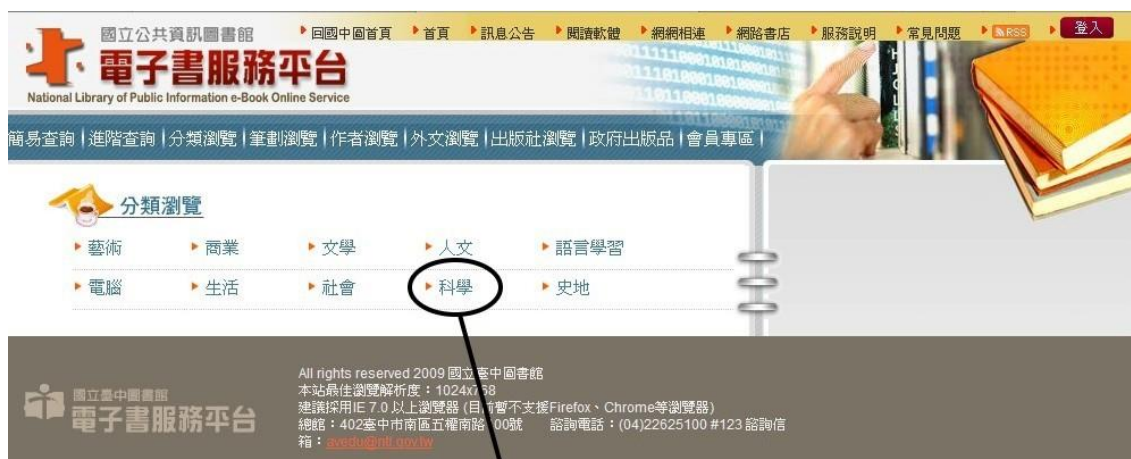 國立公共資訊圖書館
回國中圖首頁 首頁 訊息公告 閱讀軟體 網網相連 網路書店 服務說明 常見問題 RSS 登入
電子書服務平台
National Library of Public Information e-Book Online Service
簡易查詢 | 進階查詢 | 分類瀏覽 | 筆劃瀏覽 | 作者瀏覽 | 外文瀏覽 | 出版社瀏覽 | 政府出版品 | 會員專區 |
分類瀏覽
藝術 商業 文學 人文 語言學習
電腦 生活 社會 科學 史地
All rights reserved 2009 國立臺中圖書館
本站最佳瀏覽解析度:1024x768
建議採用IE 7.0 以上瀏覽器 (目前暫不支援Firefox、Chrome等瀏覽器)
總館:402臺中市南區五權南路 00號 諮詢電話:(04)22625100 #123 諮詢信
箱:avedu@ntl.gov.tw
國立臺中圖書館
電子書服務平台